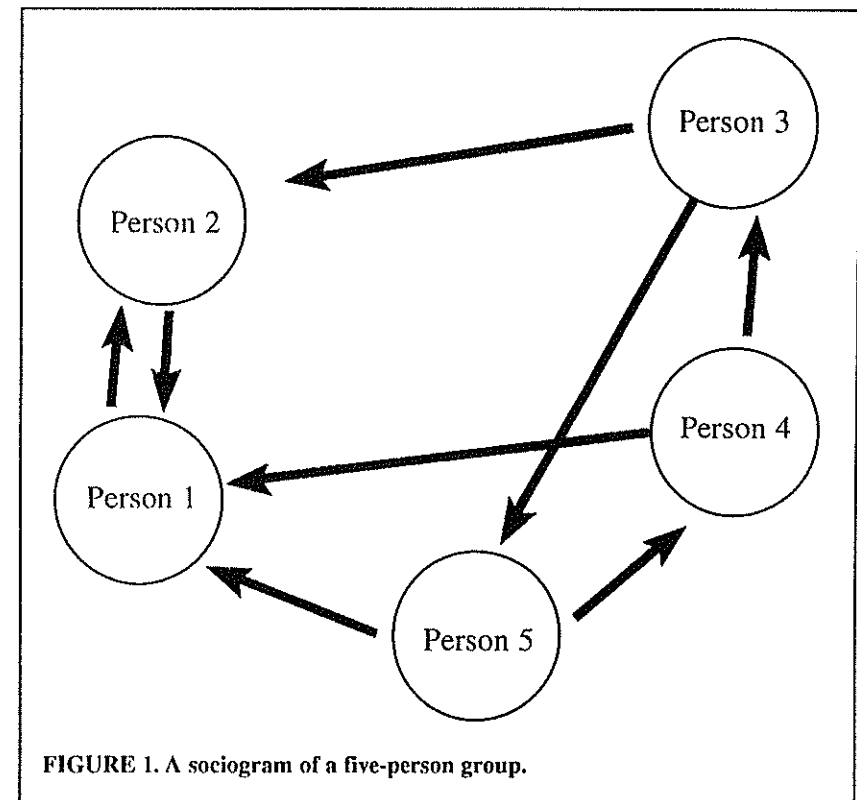 Person 3
Person 2
Person 4
Person 1
Person 5
FIGURE 1. A sociogram of a five-person group.